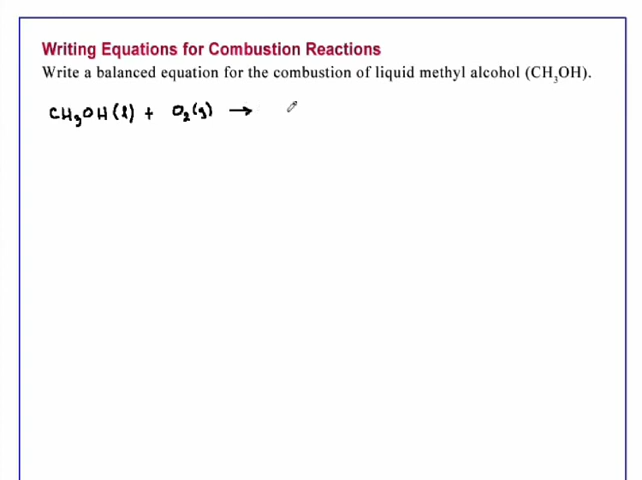 Writing Equations for Combustion Reactions
Write a balanced equation for the combustion of liquid methyl alcohol (CH₃OH).
CH₃OH(l) + O₂(g) →